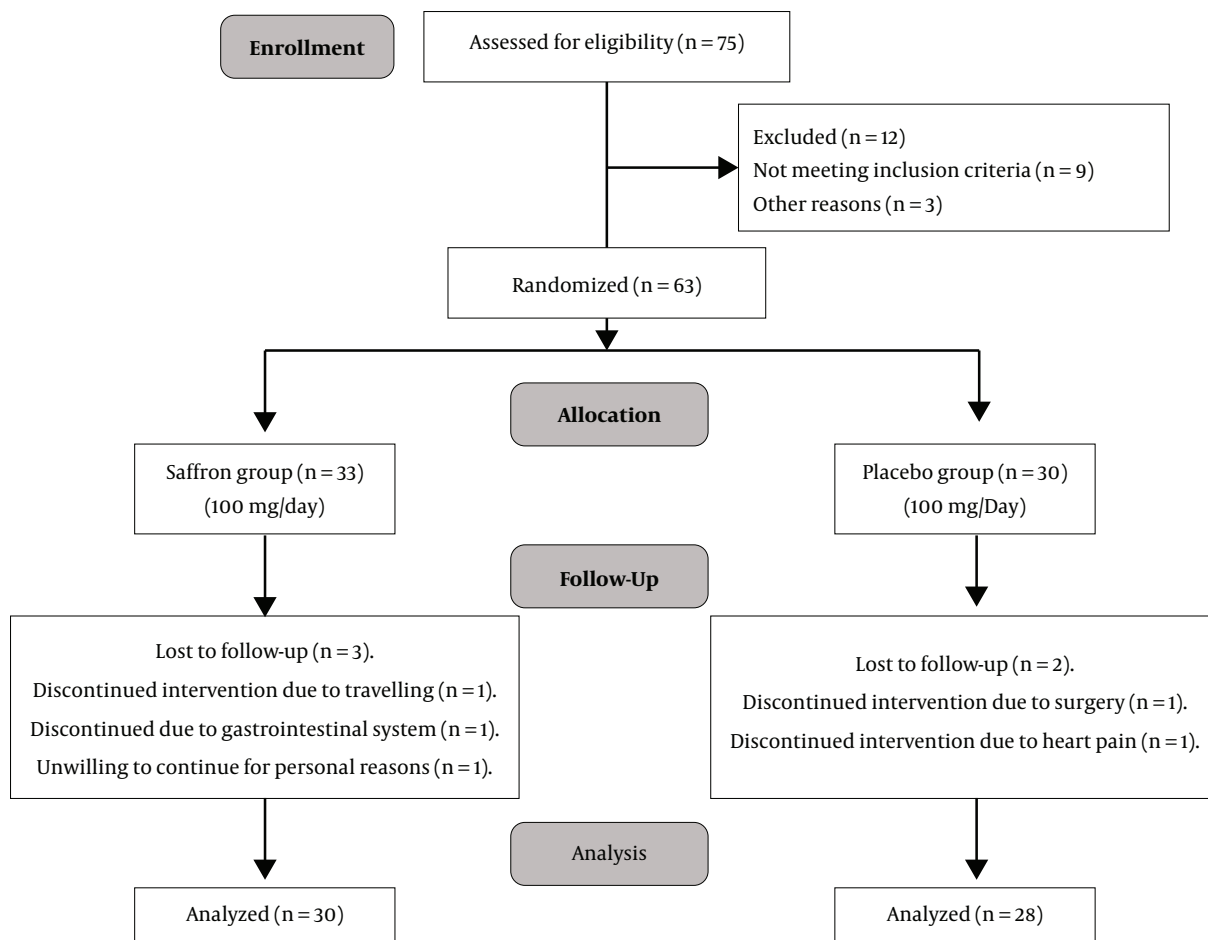 Enrollment
Assessed for eligibility (n = 75)
Excluded (n = 12)
Not meeting inclusion criteria (n = 9)
Other reasons (n = 3)
Randomized (n = 63)
Allocation
Saffron group (n = 33)
(100 mg/day)
Placebo group (n = 30)
(100 mg/Day)
Follow-Up
Lost to follow-up (n = 3).
Discontinued intervention due to travelling (n = 1).
Discontinued due to gastrointestinal system (n = 1).
Unwilling to continue for personal reasons (n = 1).
Lost to follow-up (n = 2).
Discontinued intervention due to surgery (n = 1).
Discontinued intervention due to heart pain (n = 1).
Analysis
Analyzed (n = 30)
Analyzed (n = 28)